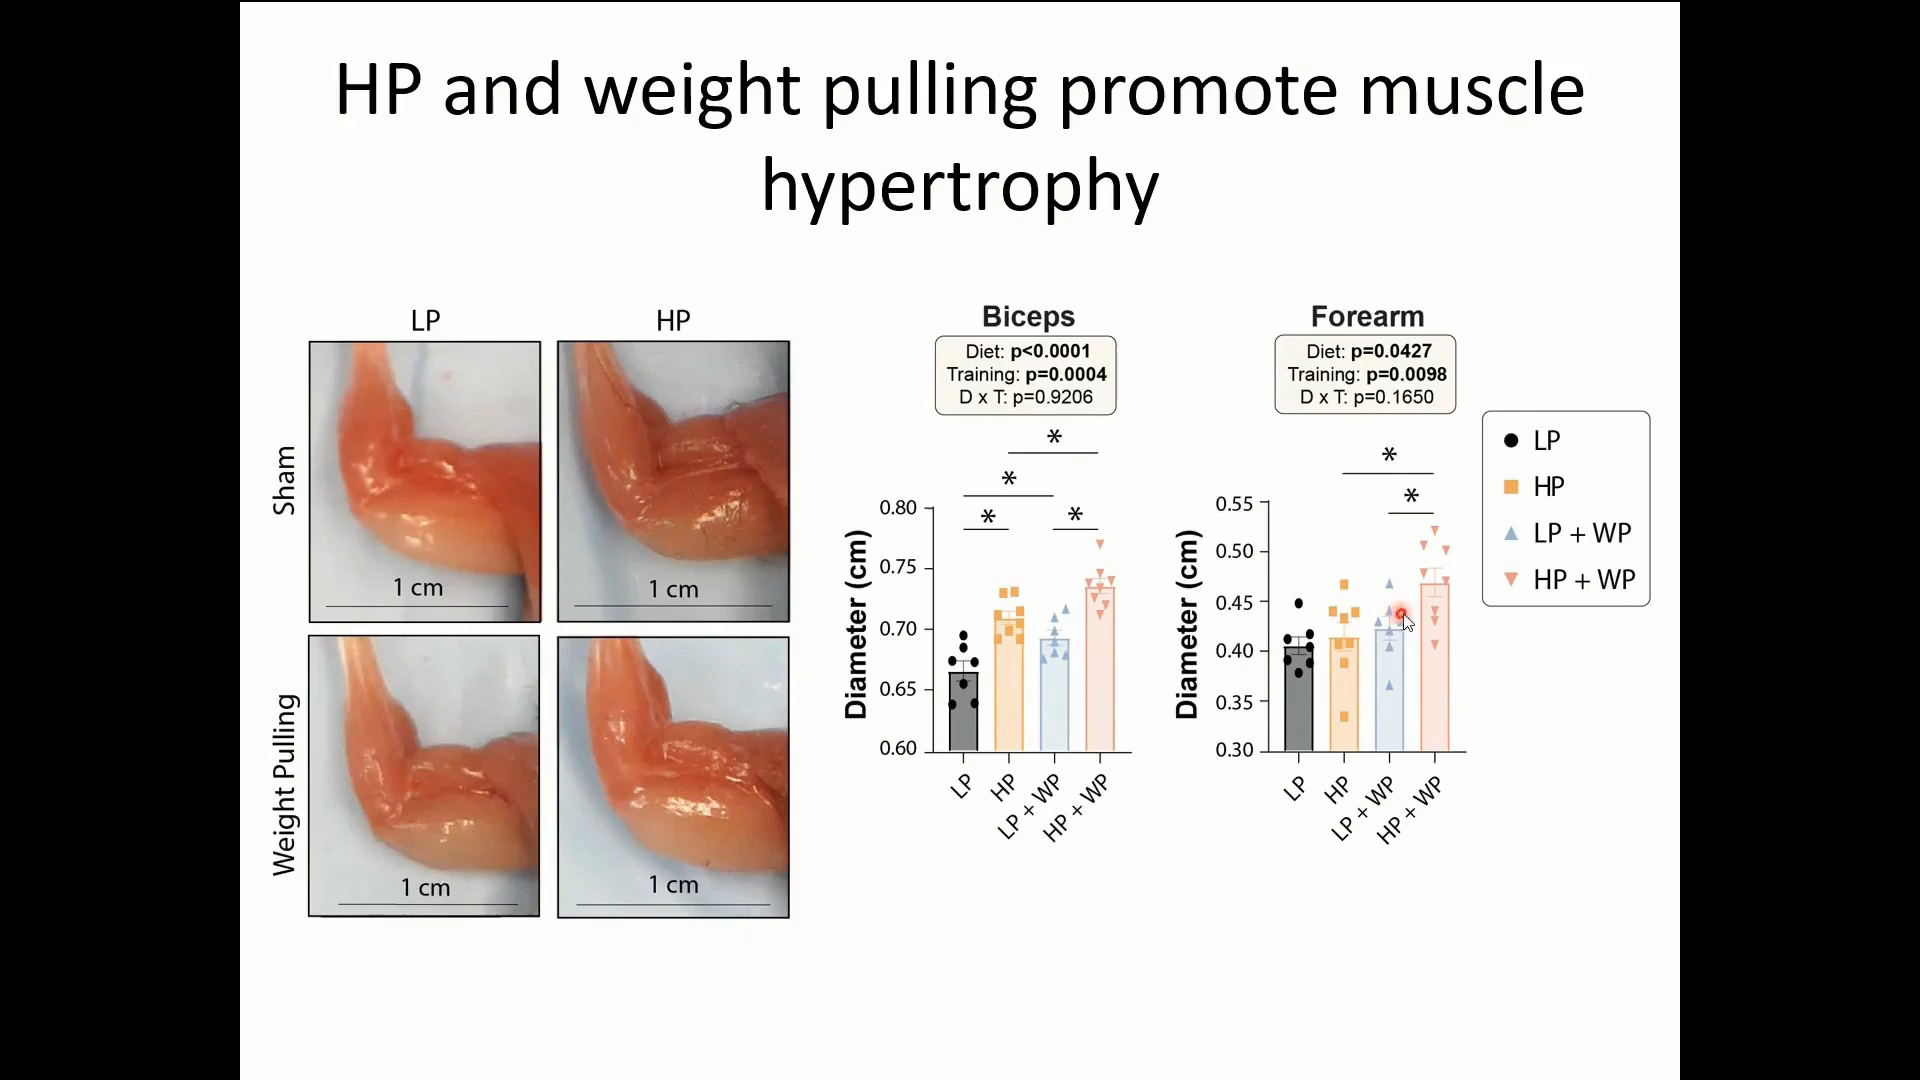 HP and weight pulling promote muscle
hypertrophy
LP
HP
Sham
Weight Pulling
1 cm
1 cm
1 cm
1 cm
Biceps
Diet: p<0.0001
Training: p=0.0004
D x T: p=0.9206
*
*
*
*
Diameter (cm)
0.80
0.75
0.70
0.65
0.60
LP
HP
LP + WP
HP + WP
Forearm
Diet: p=0.0427
Training: p=0.0098
D x T: p=0.1650
*
*
Diameter (cm)
0.55
0.50
0.45
0.40
0.35
0.30
LP
HP
LP + WP
HP + WP
LP
HP
LP + WP
HP + WP